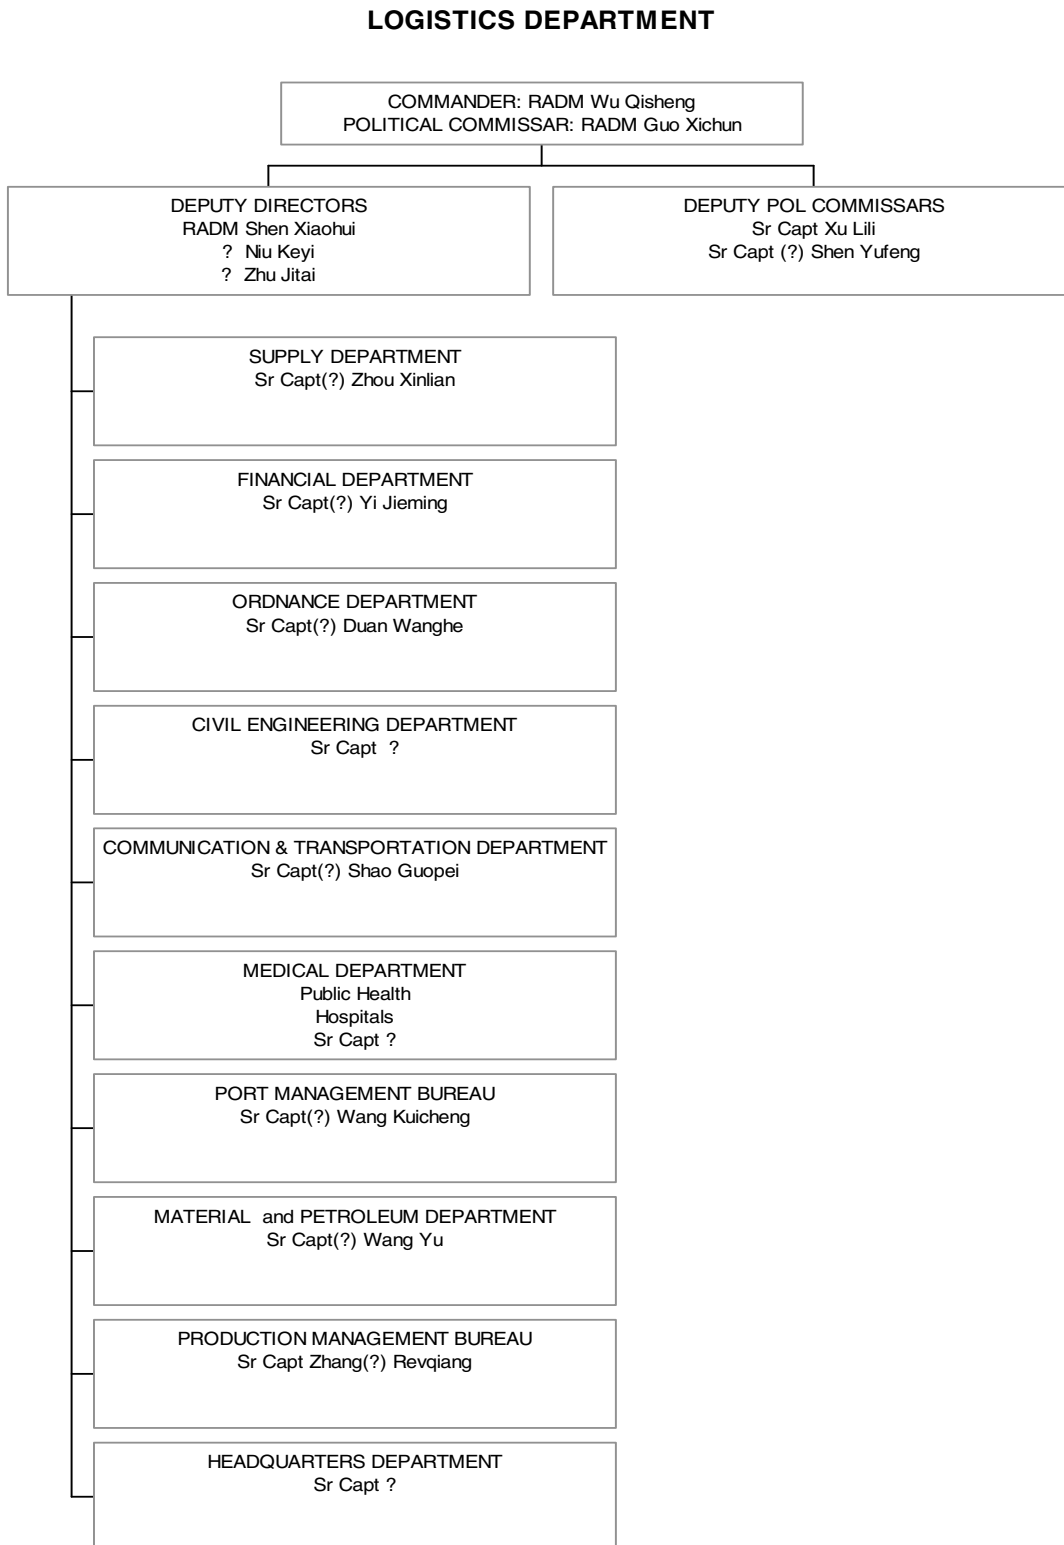 LOGISTICS DEPARTMENT
COMMANDER: RADM Wu Qisheng
POLITICAL COMMISSAR: RADM Guo Xichun
DEPUTY DIRECTORS
RADM Shen Xiaohui
? Niu Keyi
? Zhu Jitai
DEPUTY POL COMMISSARS
Sr Capt Xu Lili
Sr Capt (?) Shen Yufeng
SUPPLY DEPARTMENT
Sr Capt(?) Zhou Xinlian
FINANCIAL DEPARTMENT
Sr Capt(?) Yi Jieming
ORDNANCE DEPARTMENT
Sr Capt(?) Duan Wanghe
CIVIL ENGINEERING DEPARTMENT
Sr Capt ?
COMMUNICATION & TRANSPORTATION DEPARTMENT
Sr Capt(?) Shao Guopei
MEDICAL DEPARTMENT
Public Health
Hospitals
Sr Capt ?
PORT MANAGEMENT BUREAU
Sr Capt(?) Wang Kuicheng
MATERIAL and PETROLEUM DEPARTMENT
Sr Capt(?) Wang Yu
PRODUCTION MANAGEMENT BUREAU
Sr Capt Zhang(?) Revqiang
HEADQUARTERS DEPARTMENT
Sr Capt ?